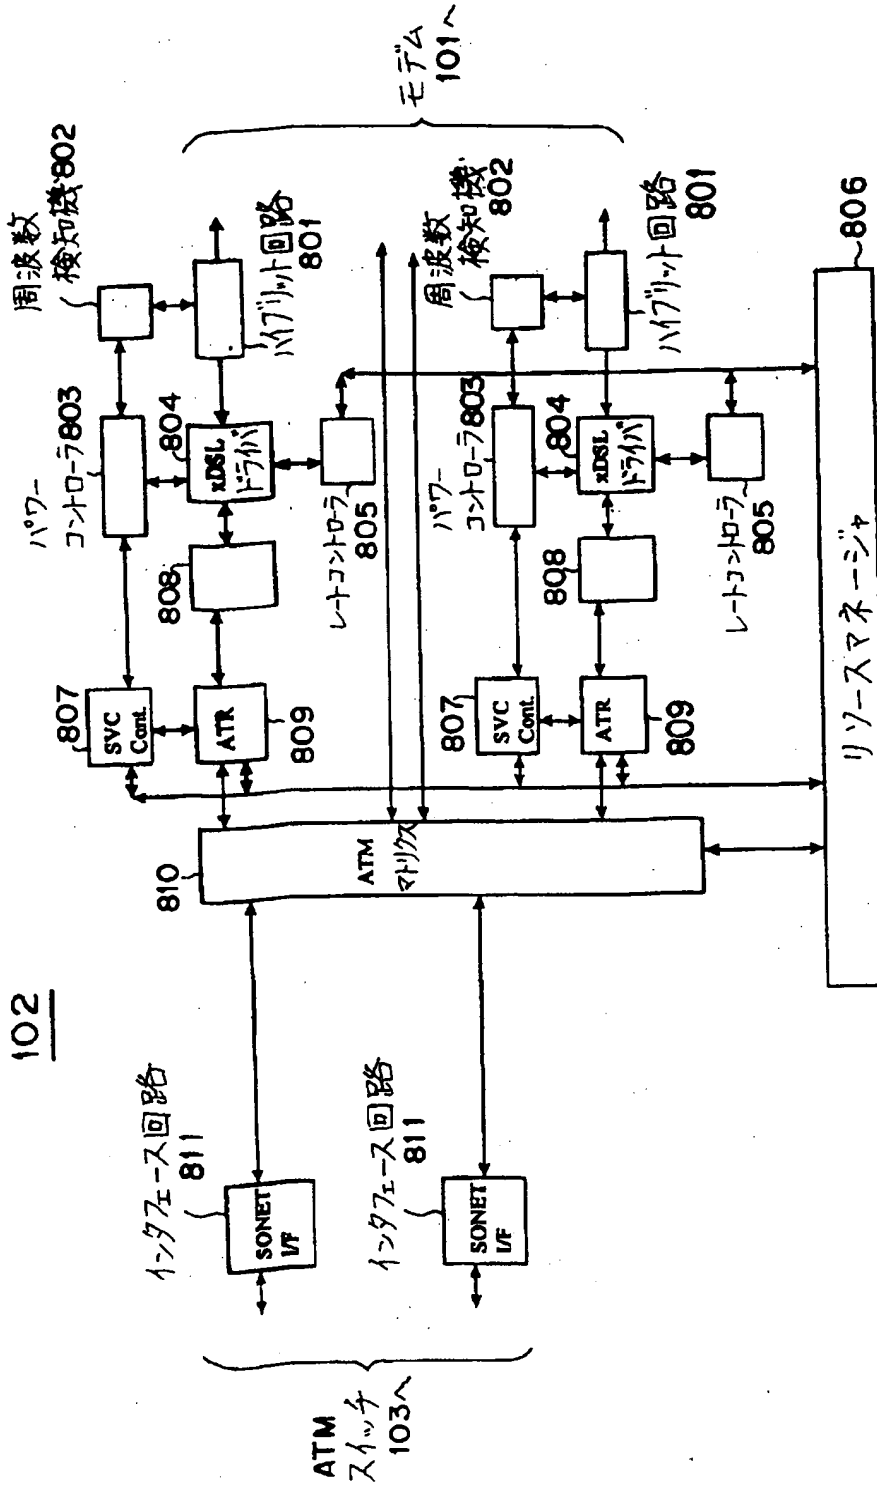 102
ATM
スイッチ
103へ
インタフェース回路
811
SONET
I/F
インタフェース回路
811
SONET
I/F
810
ATM
マトリクス
807
SVC
Cont.
ATR
809
808
パワー
コントローラ803
804
xDSL
ドライバ
レートコントローラ
805
周波数
検知機802
ハイブリット回路
801
モデム
101へ
807
SVC
Cont.
ATR
809
808
パワー
コントローラ803
804
xDSL
ドライバ
レートコントローラ
805
周波数
検知機
802
ハイブリット回路
801
リソースマネージャ
806